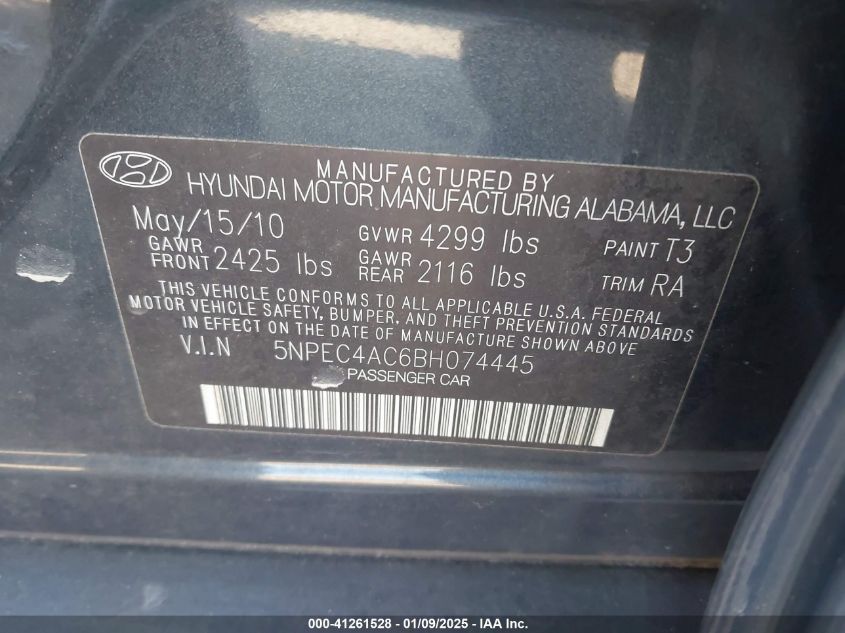 MANUFACTURED BY
HYUNDAI MOTOR MANUFACTURING ALABAMA, LLC
May/15/10 GVWR 4299 lbs PAINT T3
GAWR FRONT 2425 lbs GAWR REAR 2116 lbs TRIM RA
THIS VEHICLE CONFORMS TO ALL APPLICABLE U.S.A. FEDERAL
MOTOR VEHICLE SAFETY, BUMPER, AND THEFT PREVENTION STANDARDS
IN EFFECT ON THE DATE OF MANUFACTURE SHOWN ABOVE.
V.I.N 5NPEC4AC6BH074445
PASSENGER CAR
000-41261528 - 01/09/2025 - IAA, Inc.